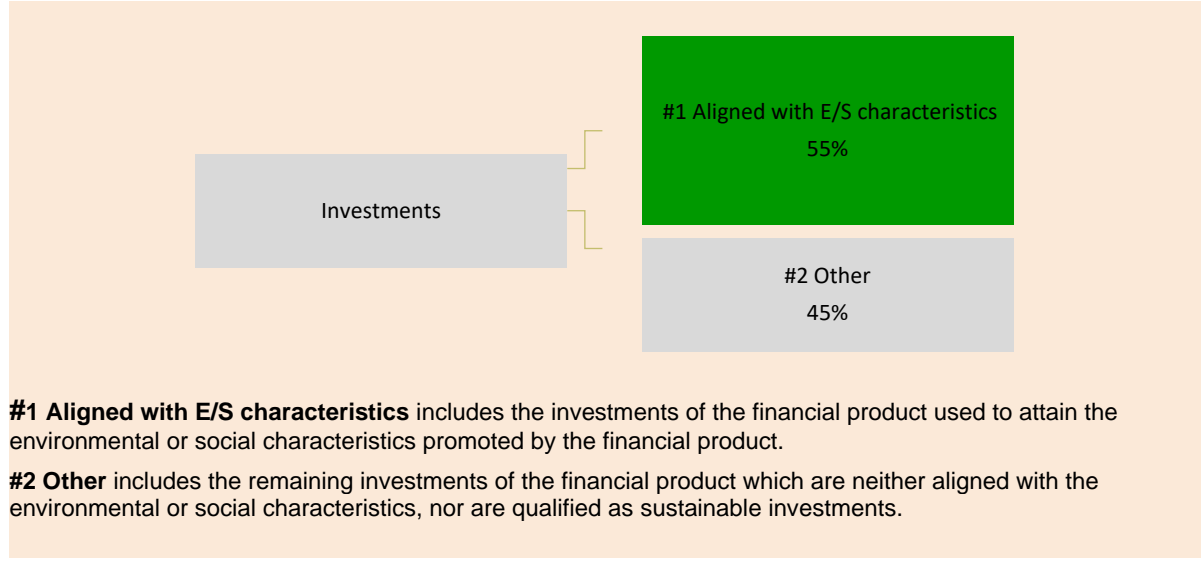 #1 Aligned with E/S characteristics
55%
Investments
#2 Other
45%
#1 Aligned with E/S characteristics includes the investments of the financial product used to attain the
environmental or social characteristics promoted by the financial product.
#2 Other includes the remaining investments of the financial product which are neither aligned with the
environmental or social characteristics, nor are qualified as sustainable investments.